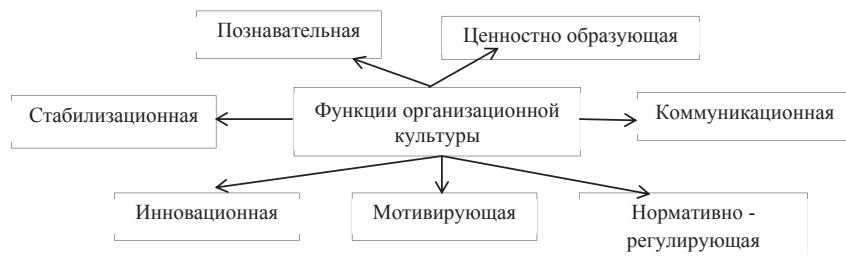 Познавательная
Ценностно образующая
Стабилизационная
Функции организационной
культуры
Коммуникационная
Инновационная
Мотивирующая
Нормативно -
регулирующая